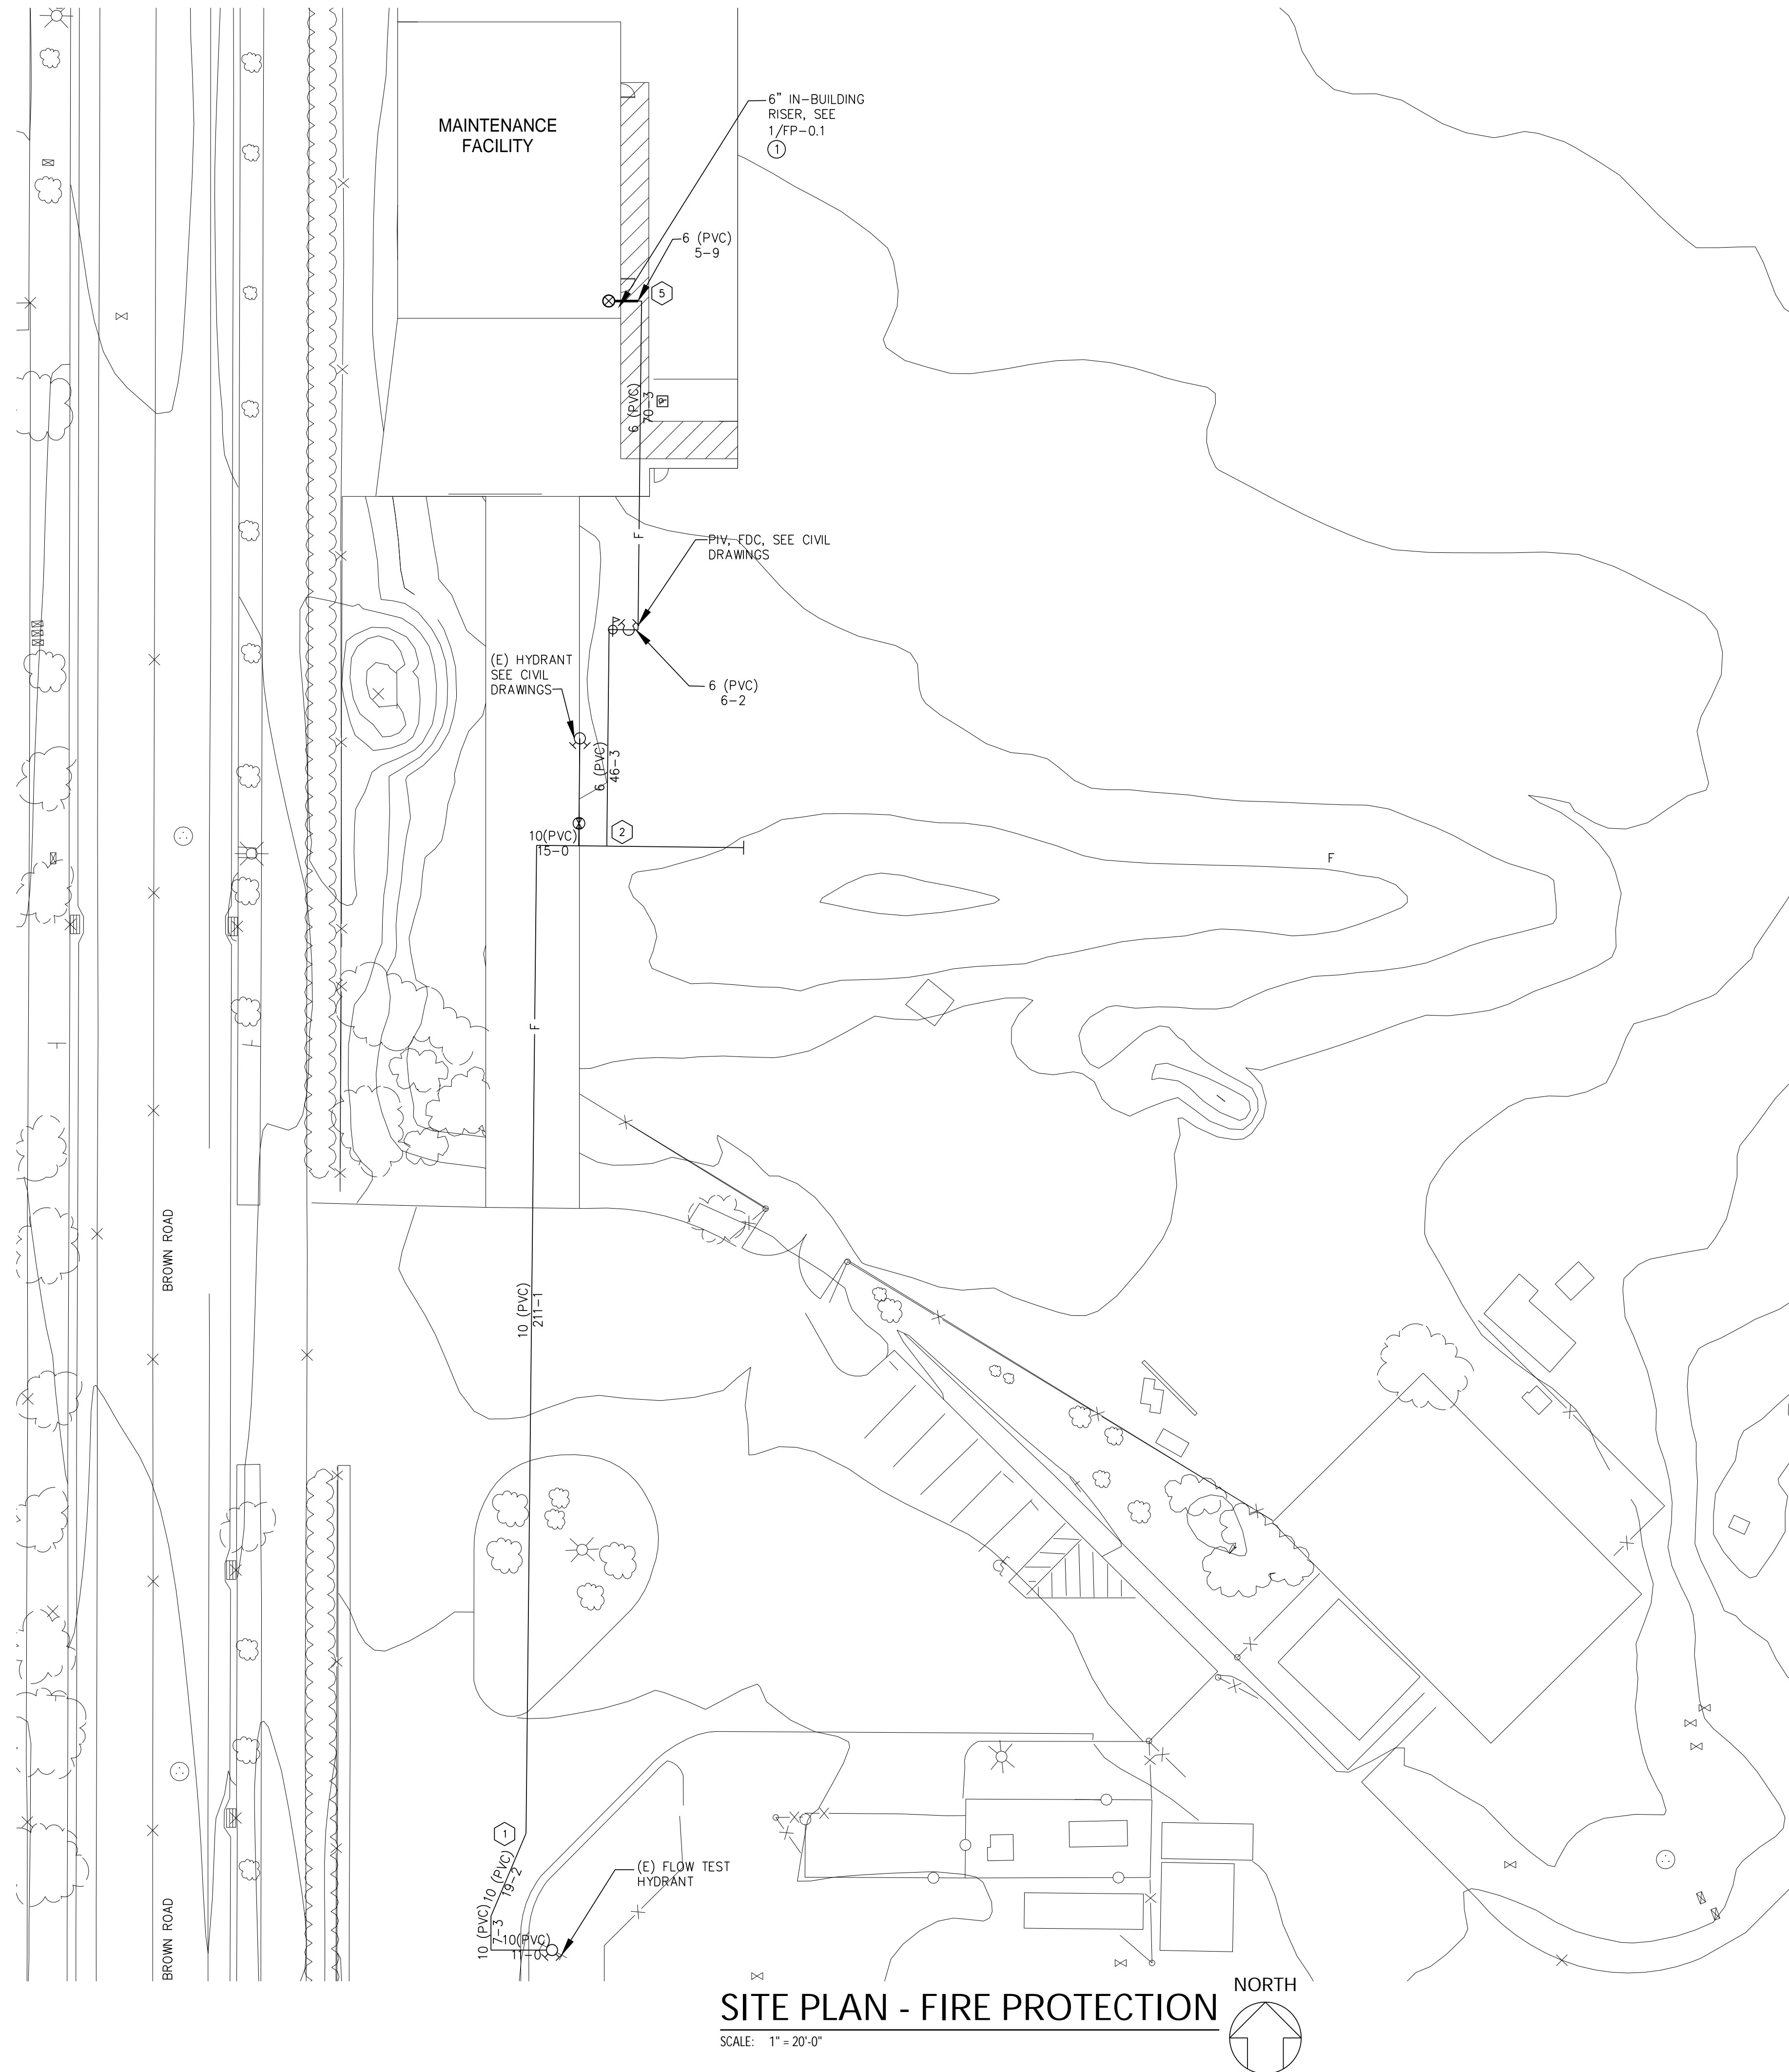 MAINTENANCE
FACILITY
6" IN-BUILDING
RISER, SEE
1/FP-0.1
1
6 (PVC)
5-9
5
6 (PVC)
70-3
F
PIV, FDC, SEE CIVIL
DRAWINGS
(E) HYDRANT
SEE CIVIL
DRAWINGS
6 (PVC)
6-2
6 (PVC)
46-3
10(PVC)
15-0
2
F
F
BROWN ROAD
10 (PVC)
211-1
1
10 (PVC)
19-2
(E) FLOW TEST
HYDRANT
10 (PVC)
7-3
10(PVC)
11-0
BROWN ROAD
SITE PLAN - FIRE PROTECTION
SCALE: 1" = 20'-0"
NORTH